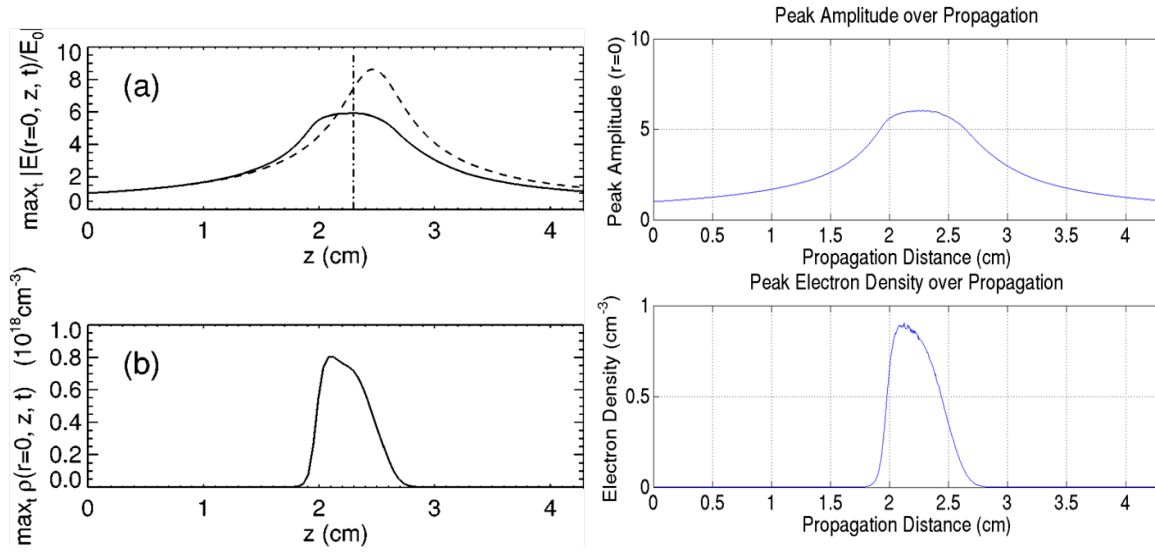 max_t |E(r=0, z, t)/E_0|
10
8
6
4
2
0
(a)
0 1 2 3 4
z (cm)
Peak Amplitude over Propagation
Peak Amplitude (r=0)
10
5
0
0 0.5 1 1.5 2 2.5 3 3.5 4
Propagation Distance (cm)
max_t ρ(r=0, z, t) (10^18 cm^-3)
1.0
0.8
0.6
0.4
0.2
0.0
(b)
0 1 2 3 4
z (cm)
Peak Electron Density over Propagation
Electron Density (cm^-3)
1
0.5
0
0 0.5 1 1.5 2 2.5 3 3.5 4
Propagation Distance (cm)